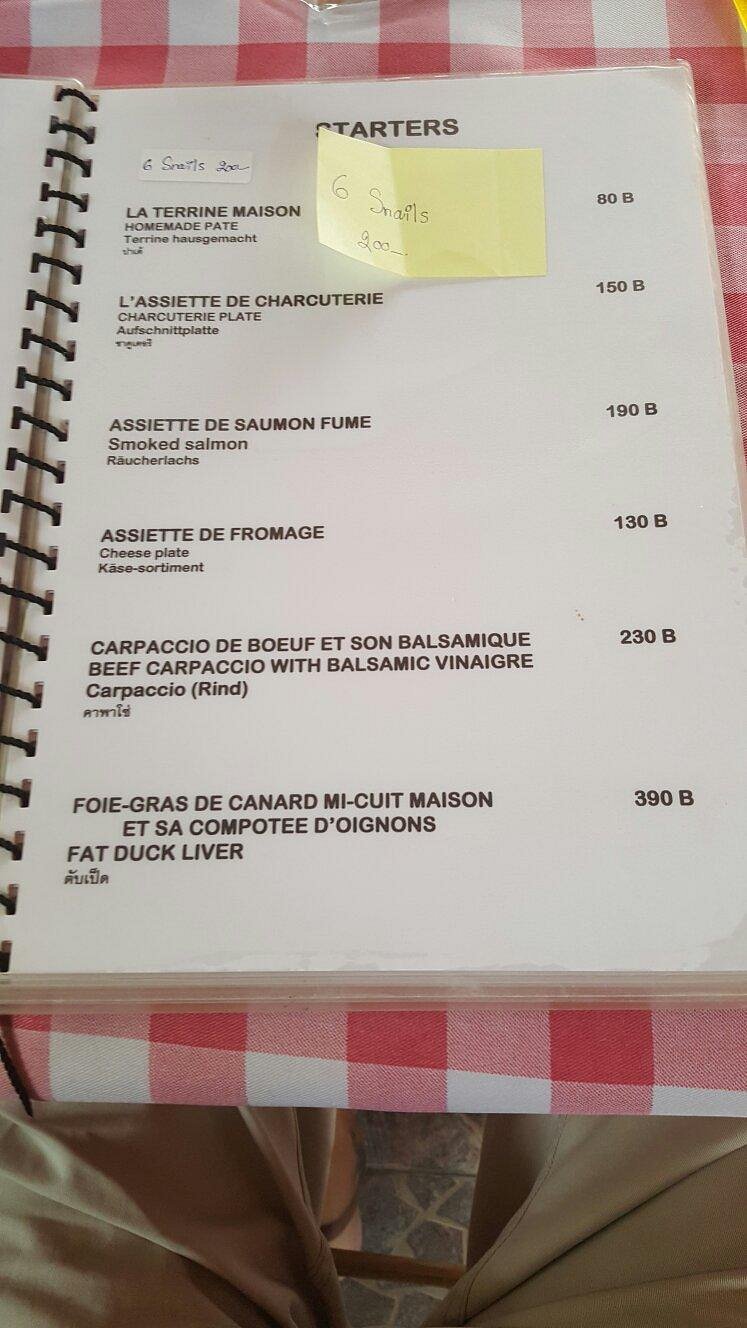 STARTERS
6 Snails 200
6 Snails
200
LA TERRINE MAISON 80 B
HOMEMADE PATE
Terrine hausgemacht
ปาเต้
L'ASSIETTE DE CHARCUTERIE 150 B
CHARCUTERIE PLATE
Aufschnittplatte
ASSIETTE DE SAUMON FUME 190 B
Smoked salmon
Räucherlachs
ASSIETTE DE FROMAGE 130 B
Cheese plate
Käse-sortiment
CARPACCIO DE BOEUF ET SON BALSAMIQUE 230 B
BEEF CARPACCIO WITH BALSAMIC VINAIGRE
Carpaccio (Rind)
คาพาโช่
FOIE-GRAS DE CANARD MI-CUIT MAISON 390 B
ET SA COMPOTEE D'OIGNONS
FAT DUCK LIVER
ตับเป็ด